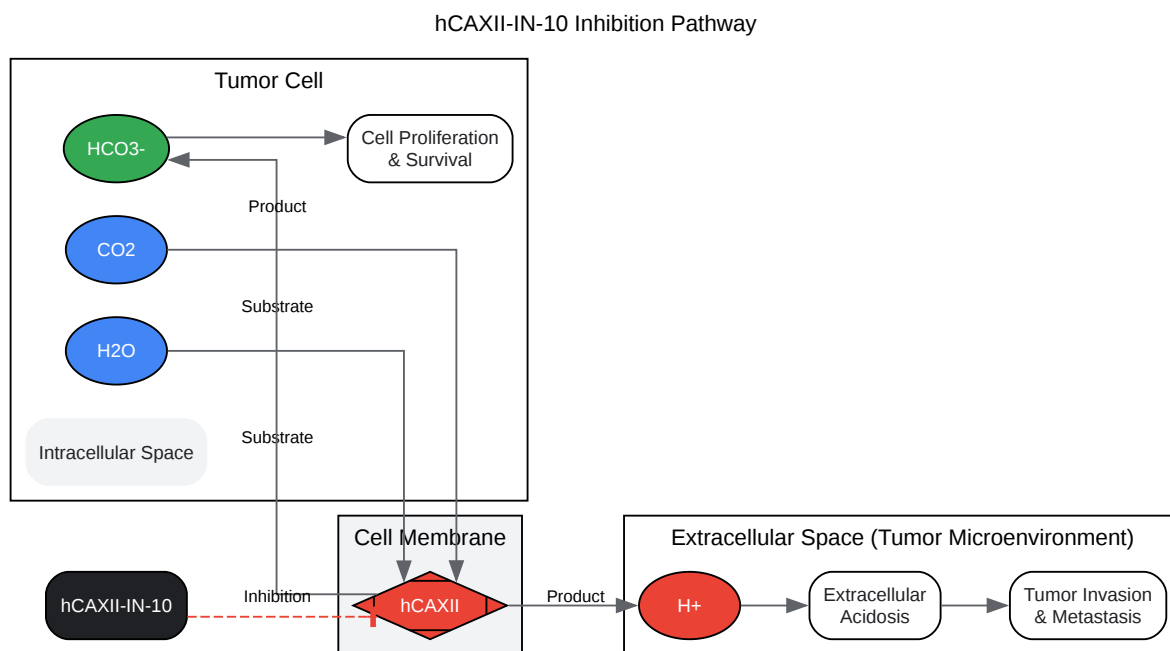 hCAXII-IN-10 Inhibition Pathway
Tumor Cell
HCO3-
Cell Proliferation
& Survival
Product
CO2
Substrate
H2O
Substrate
Intracellular Space
Cell Membrane
Extracellular Space (Tumor Microenvironment)
hCAXII-IN-10
Inhibition
hCAXII
Product
H+
Extracellular
Acidosis
Tumor Invasion
& Metastasis